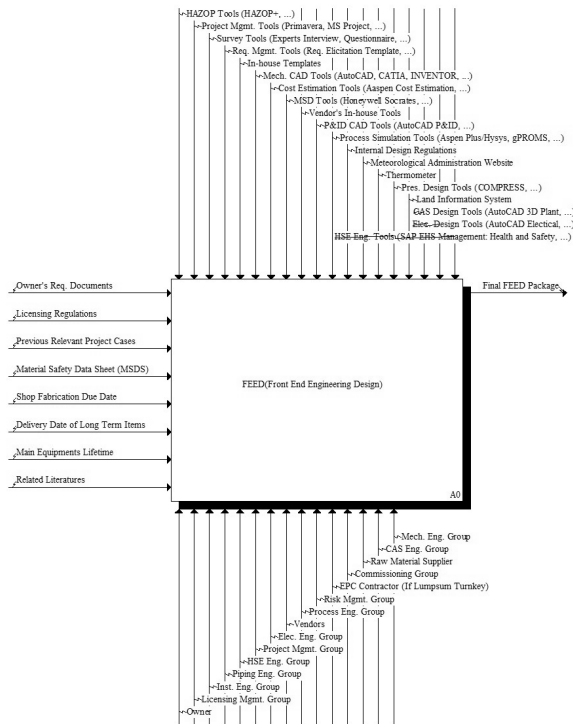 HAZOP Tools (HAZOP+, ...)
Project Mgmt. Tools (Primavera, MS Project, ...)
Survey Tools (Experts Interview, Questionnaire, ...)
Req. Mgmt. Tools (Req. Elicitation Template, ...)
In-house Templates
Mech. CAD Tools (AutoCAD, CATIA, INVENTOR, ...)
Cost Estimation Tools (Aaspen Cost Estimation, ...)
MSD Tools (Honeywell Socrates, ...)
Vendor's In-house Tools
P&ID CAD Tools (AutoCAD P&ID, ...)
Process Simulation Tools (Aspen Plus/Hysys, gPROMS, ...)
Internal Design Regulations
Meteorological Administration Website
Thermometer
Pres. Design Tools (COMPRESS, ...)
Land Information System
CAS Design Tools (AutoCAD 3D Plant, ...)
Elec. Design Tools (AutoCAD Electical, ...)
HSE Eng. Tools (SAP EHS Management: Health and Safety, ...)
Owner's Req. Documents
Final FEED Package
Licensing Regulations
Previous Relevant Project Cases
Material Safety Data Sheet (MSDS)
FEED(Front End Engineering Design)
Shop Fabrication Due Date
Delivery Date of Long Term Items
Main Equipments Lifetime
Related Literatures
A0
Mech. Eng. Group
CAS Eng. Group
Raw Material Supplier
Commissioning Group
EPC Contractor (If Lumpsum Turnkey)
Risk Mgmt. Group
Process Eng. Group
Vendors
Elec. Eng. Group
Project Mgmt. Group
HSE Eng. Group
Piping Eng. Group
Inst. Eng. Group
Licensing Mgmt. Group
Owner